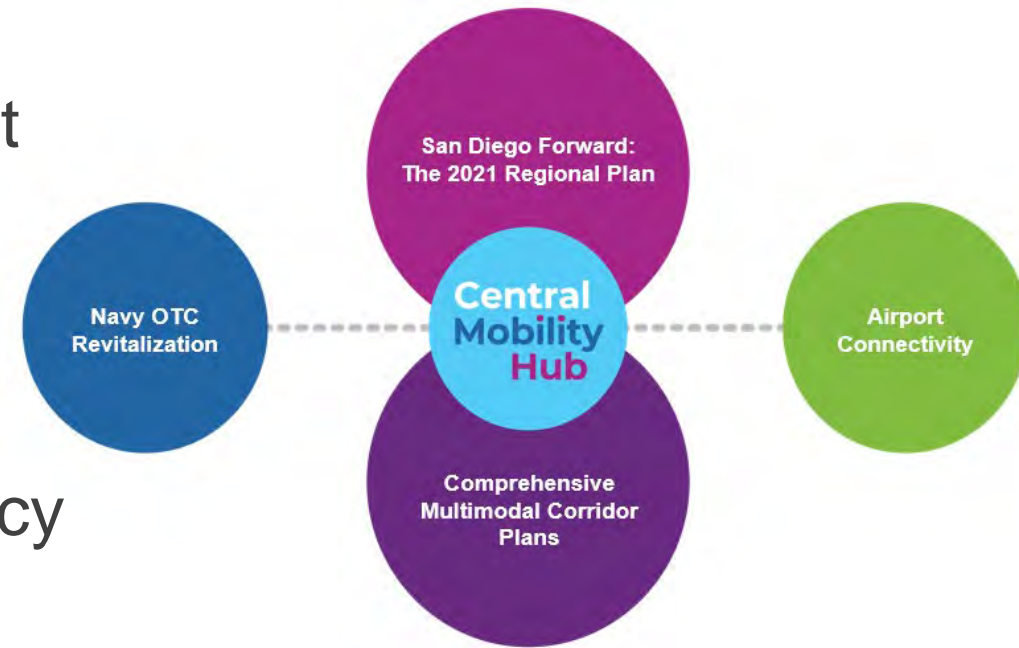 t
San Diego Forward:
The 2021 Regional Plan
Navy OTC
Revitalization
Central
Mobility
Hub
Airport
Connectivity
Comprehensive
Multimodal Corridor
Plans
cy